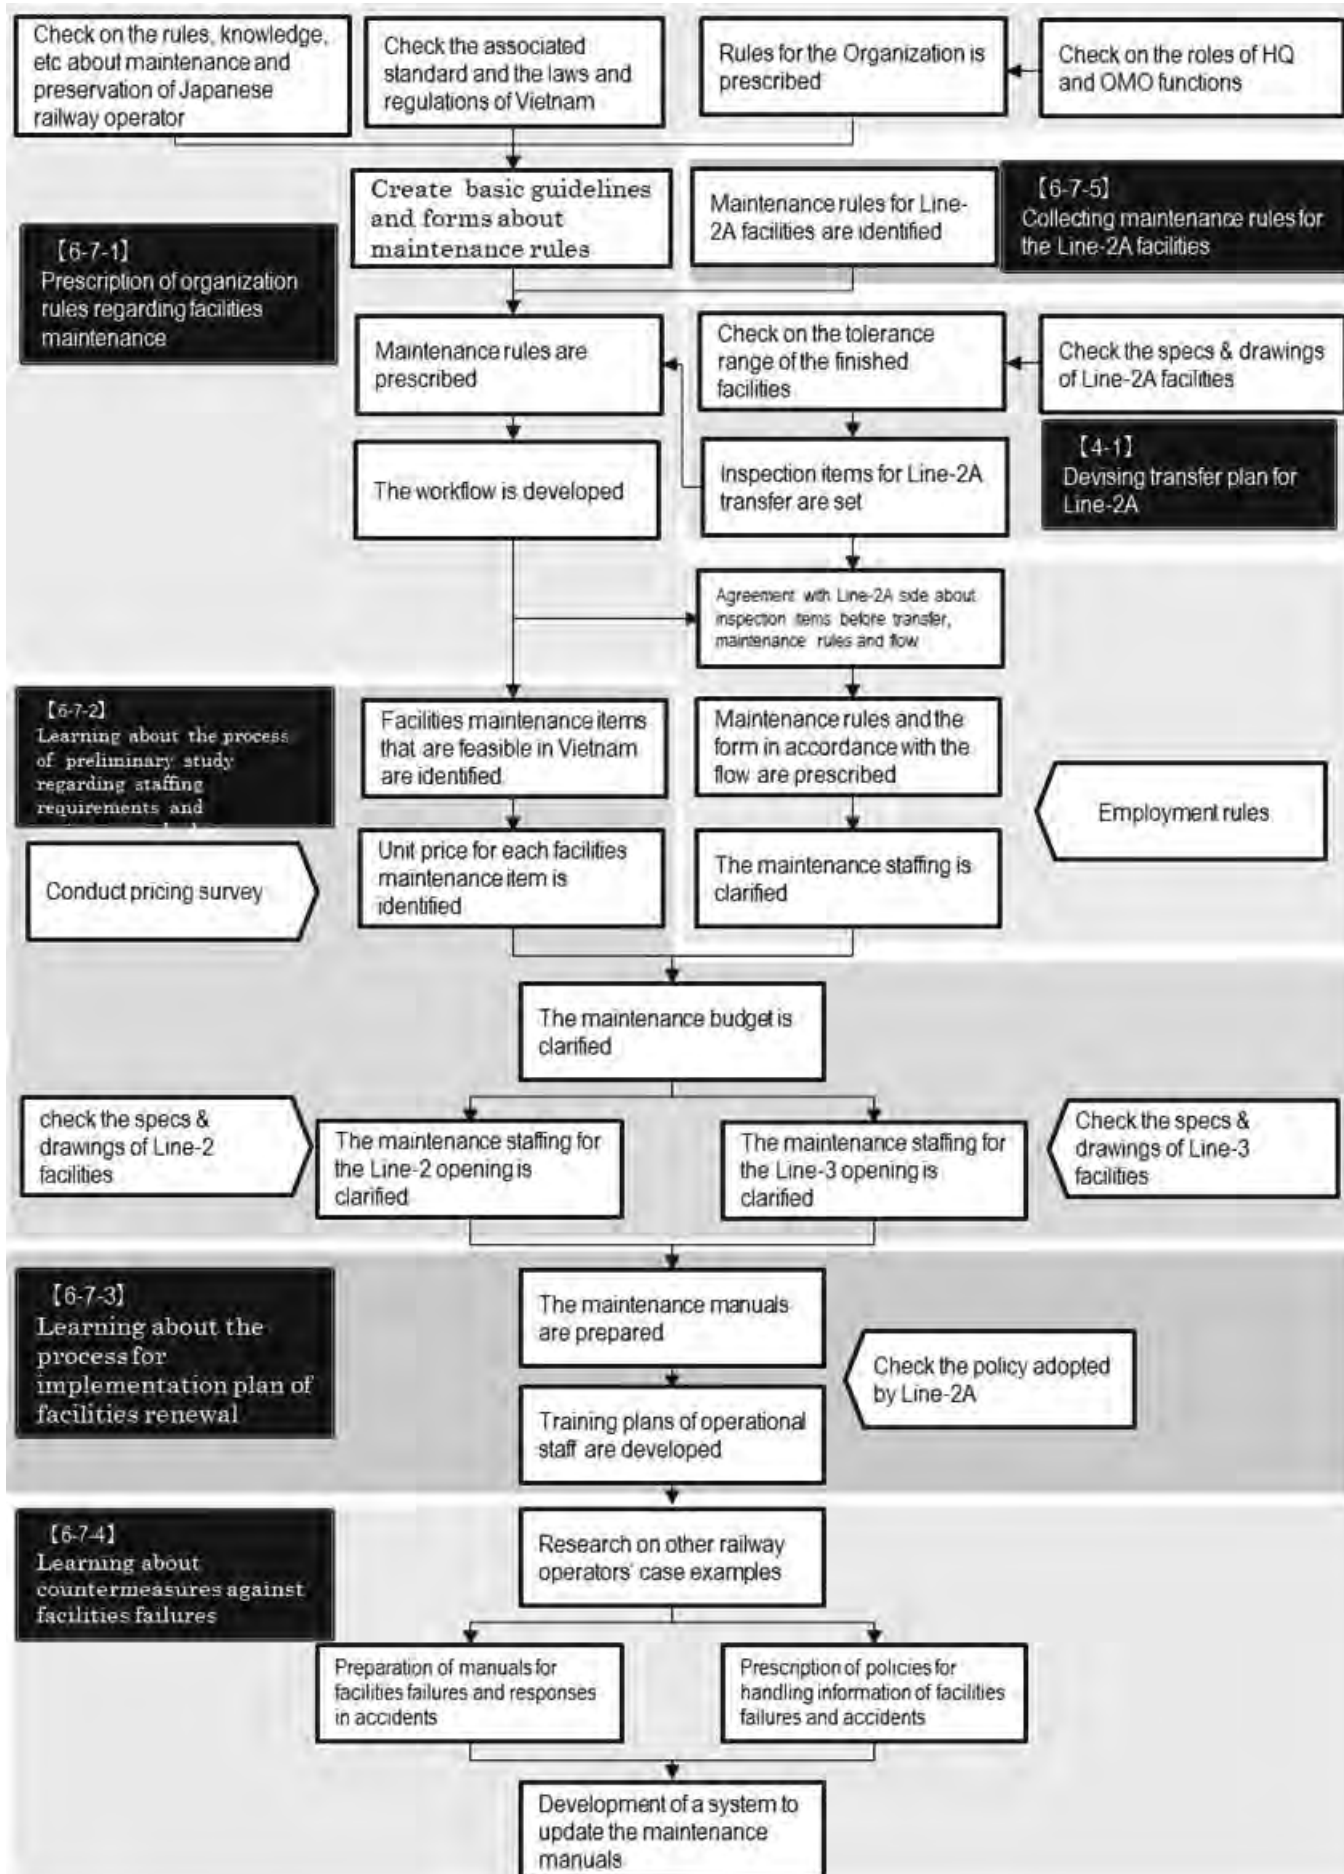 Check on the rules, knowledge,
etc about maintenance and
preservation of Japanese
railway operator
Check the associated
standard and the laws and
regulations of Vietnam
Rules for the Organization is
prescribed
Check on the roles of HQ
and OMO functions
Create basic guidelines
and forms about
maintenance rules
Maintenance rules for Line-
2A facilities are identified
【6-7-5】
Collecting maintenance rules for
the Line-2A facilities
【6-7-1】
Prescription of organization
rules regarding facilities
maintenance
Maintenance rules are
prescribed
Check on the tolerance
range of the finished
facilities
Check the specs & drawings
of Line-2A facilities
The workflow is developed
Inspection items for Line-2A
transfer are set
【4-1】
Devising transfer plan for
Line-2A
Agreement with Line-2A side about
inspection items before transfer,
maintenance rules and flow
【6-7-2】
Learning about the process
of preliminary study
regarding staffing
requirements and
Facilities maintenance items
that are feasible in Vietnam
are identified
Maintenance rules and the
form in accordance with the
flow are prescribed
Employment rules
Conduct pricing survey
Unit price for each facilities
maintenance item is
identified
The maintenance staffing is
clarified
The maintenance budget is
clarified
check the specs &
drawings of Line-2
facilities
The maintenance staffing for
the Line-2 opening is
clarified
The maintenance staffing for
the Line-3 opening is
clarified
Check the specs &
drawings of Line-3
facilities
【6-7-3】
Learning about the
process for
implementation plan of
facilities renewal
The maintenance manuals
are prepared
Check the policy adopted
by Line-2A
Training plans of operational
staff are developed
【6-7-4】
Learning about
countermeasures against
facilities failures
Research on other railway
operators' case examples
Preparation of manuals for
facilities failures and responses
in accidents
Prescription of policies for
handling information of facilities
failures and accidents
Development of a system to
update the maintenance
manuals